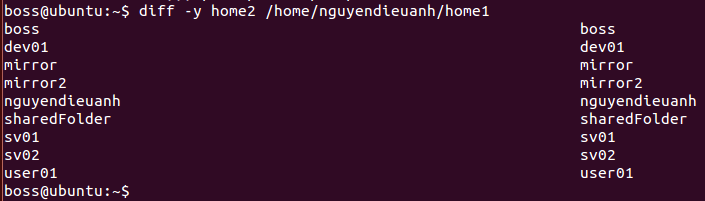 boss@ubuntu:~$ diff -y home2 /home/nguyendieuanh/home1
boss boss
dev01 dev01
mirror mirror
mirror2 mirror2
nguyendieuanh nguyendieuanh
sharedFolder sharedFolder
sv01 sv01
sv02 sv02
user01 user01
boss@ubuntu:~$